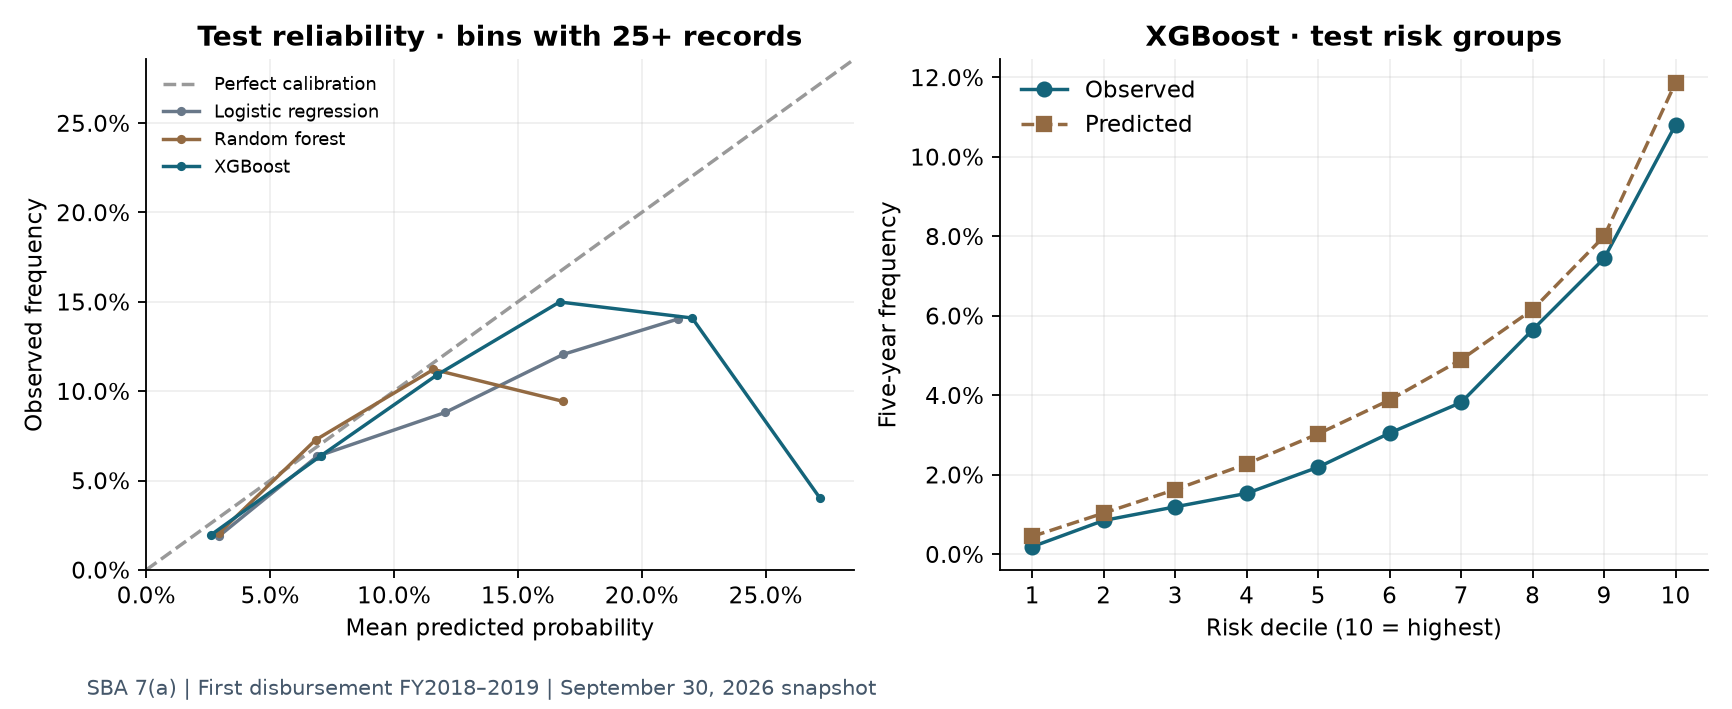 Test reliability · bins with 25+ records
Perfect calibration
Logistic regression
Random forest
XGBoost
25.0%
20.0%
15.0%
10.0%
5.0%
0.0%
Observed frequency
0.0% 5.0% 10.0% 15.0% 20.0% 25.0%
Mean predicted probability
XGBoost · test risk groups
Observed
Predicted
12.0%
10.0%
8.0%
6.0%
4.0%
2.0%
0.0%
Five-year frequency
1 2 3 4 5 6 7 8 9 10
Risk decile (10 = highest)
SBA 7(a) | First disbursement FY2018–2019 | September 30, 2026 snapshot